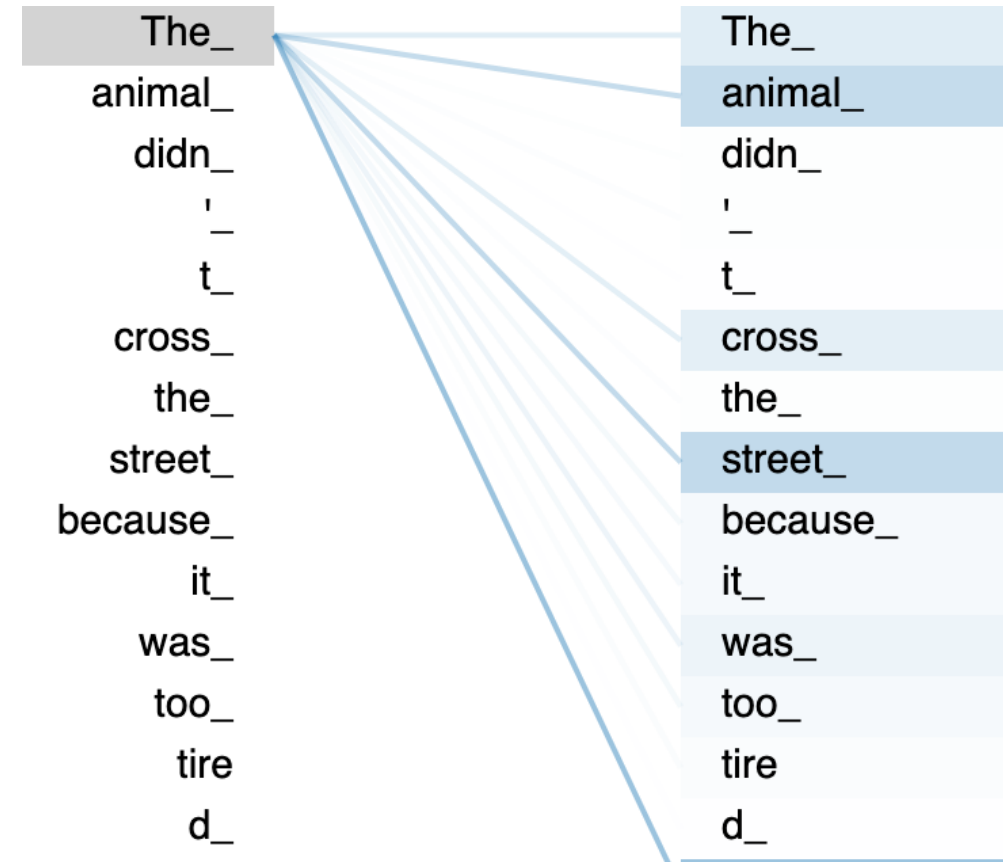 The_ The_
animal_ animal_
didn_ didn_
'_ '_
t_ t_
cross_ cross_
the_ the_
street_ street_
because_ because_
it_ it_
was_ was_
too_ too_
tire tire
d_ d_